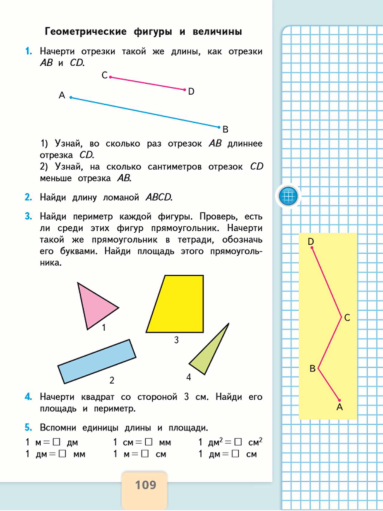 Геометрические фигуры и величины
1. Начерти отрезки такой же длины, как отрезки
AB и CD.
C
D
A
B
1) Узнай, во сколько раз отрезок AB длиннее
отрезка CD.
2) Узнай, на сколько сантиметров отрезок CD
меньше отрезка AB.
2. Найди длину ломаной ABCD.
3. Найди периметр каждой фигуры. Проверь, есть
ли среди этих фигур прямоугольник. Начерти
такой же прямоугольник в тетради, обозначь
его буквами. Найди площадь этого прямоуголь-
ника.
D
C
B
A
1
3
2
4
4. Начерти квадрат со стороной 3 см. Найди его
площадь и периметр.
5. Вспомни единицы длины и площади.
1 м = □ дм 1 см = □ мм 1 дм² = □ см²
1 дм = □ мм 1 м = □ см 1 дм = □ см
109